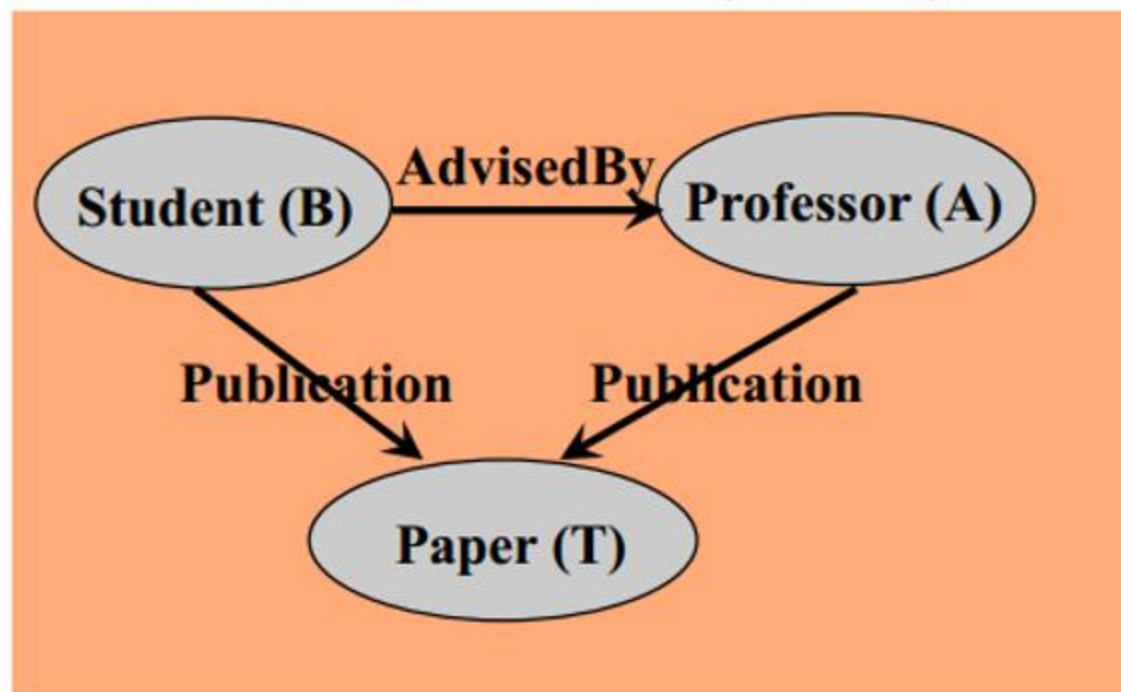 AdvisedBy
Student (B)
Professor (A)
Publication
Publication
Paper (T)